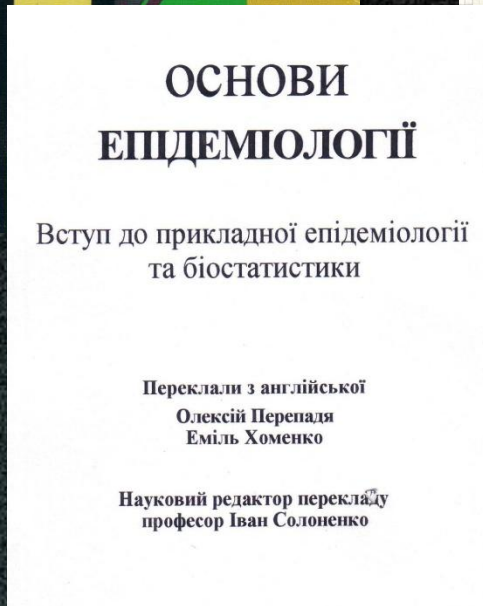 ОСНОВИ
ЕПІДЕМІОЛОГІЇ
Вступ до прикладної епідеміології
та біостатистики
Переклали з англійської
Олексій Перепадя
Еміль Хоменко
Науковий редактор перекладу
професор Іван Солоненко